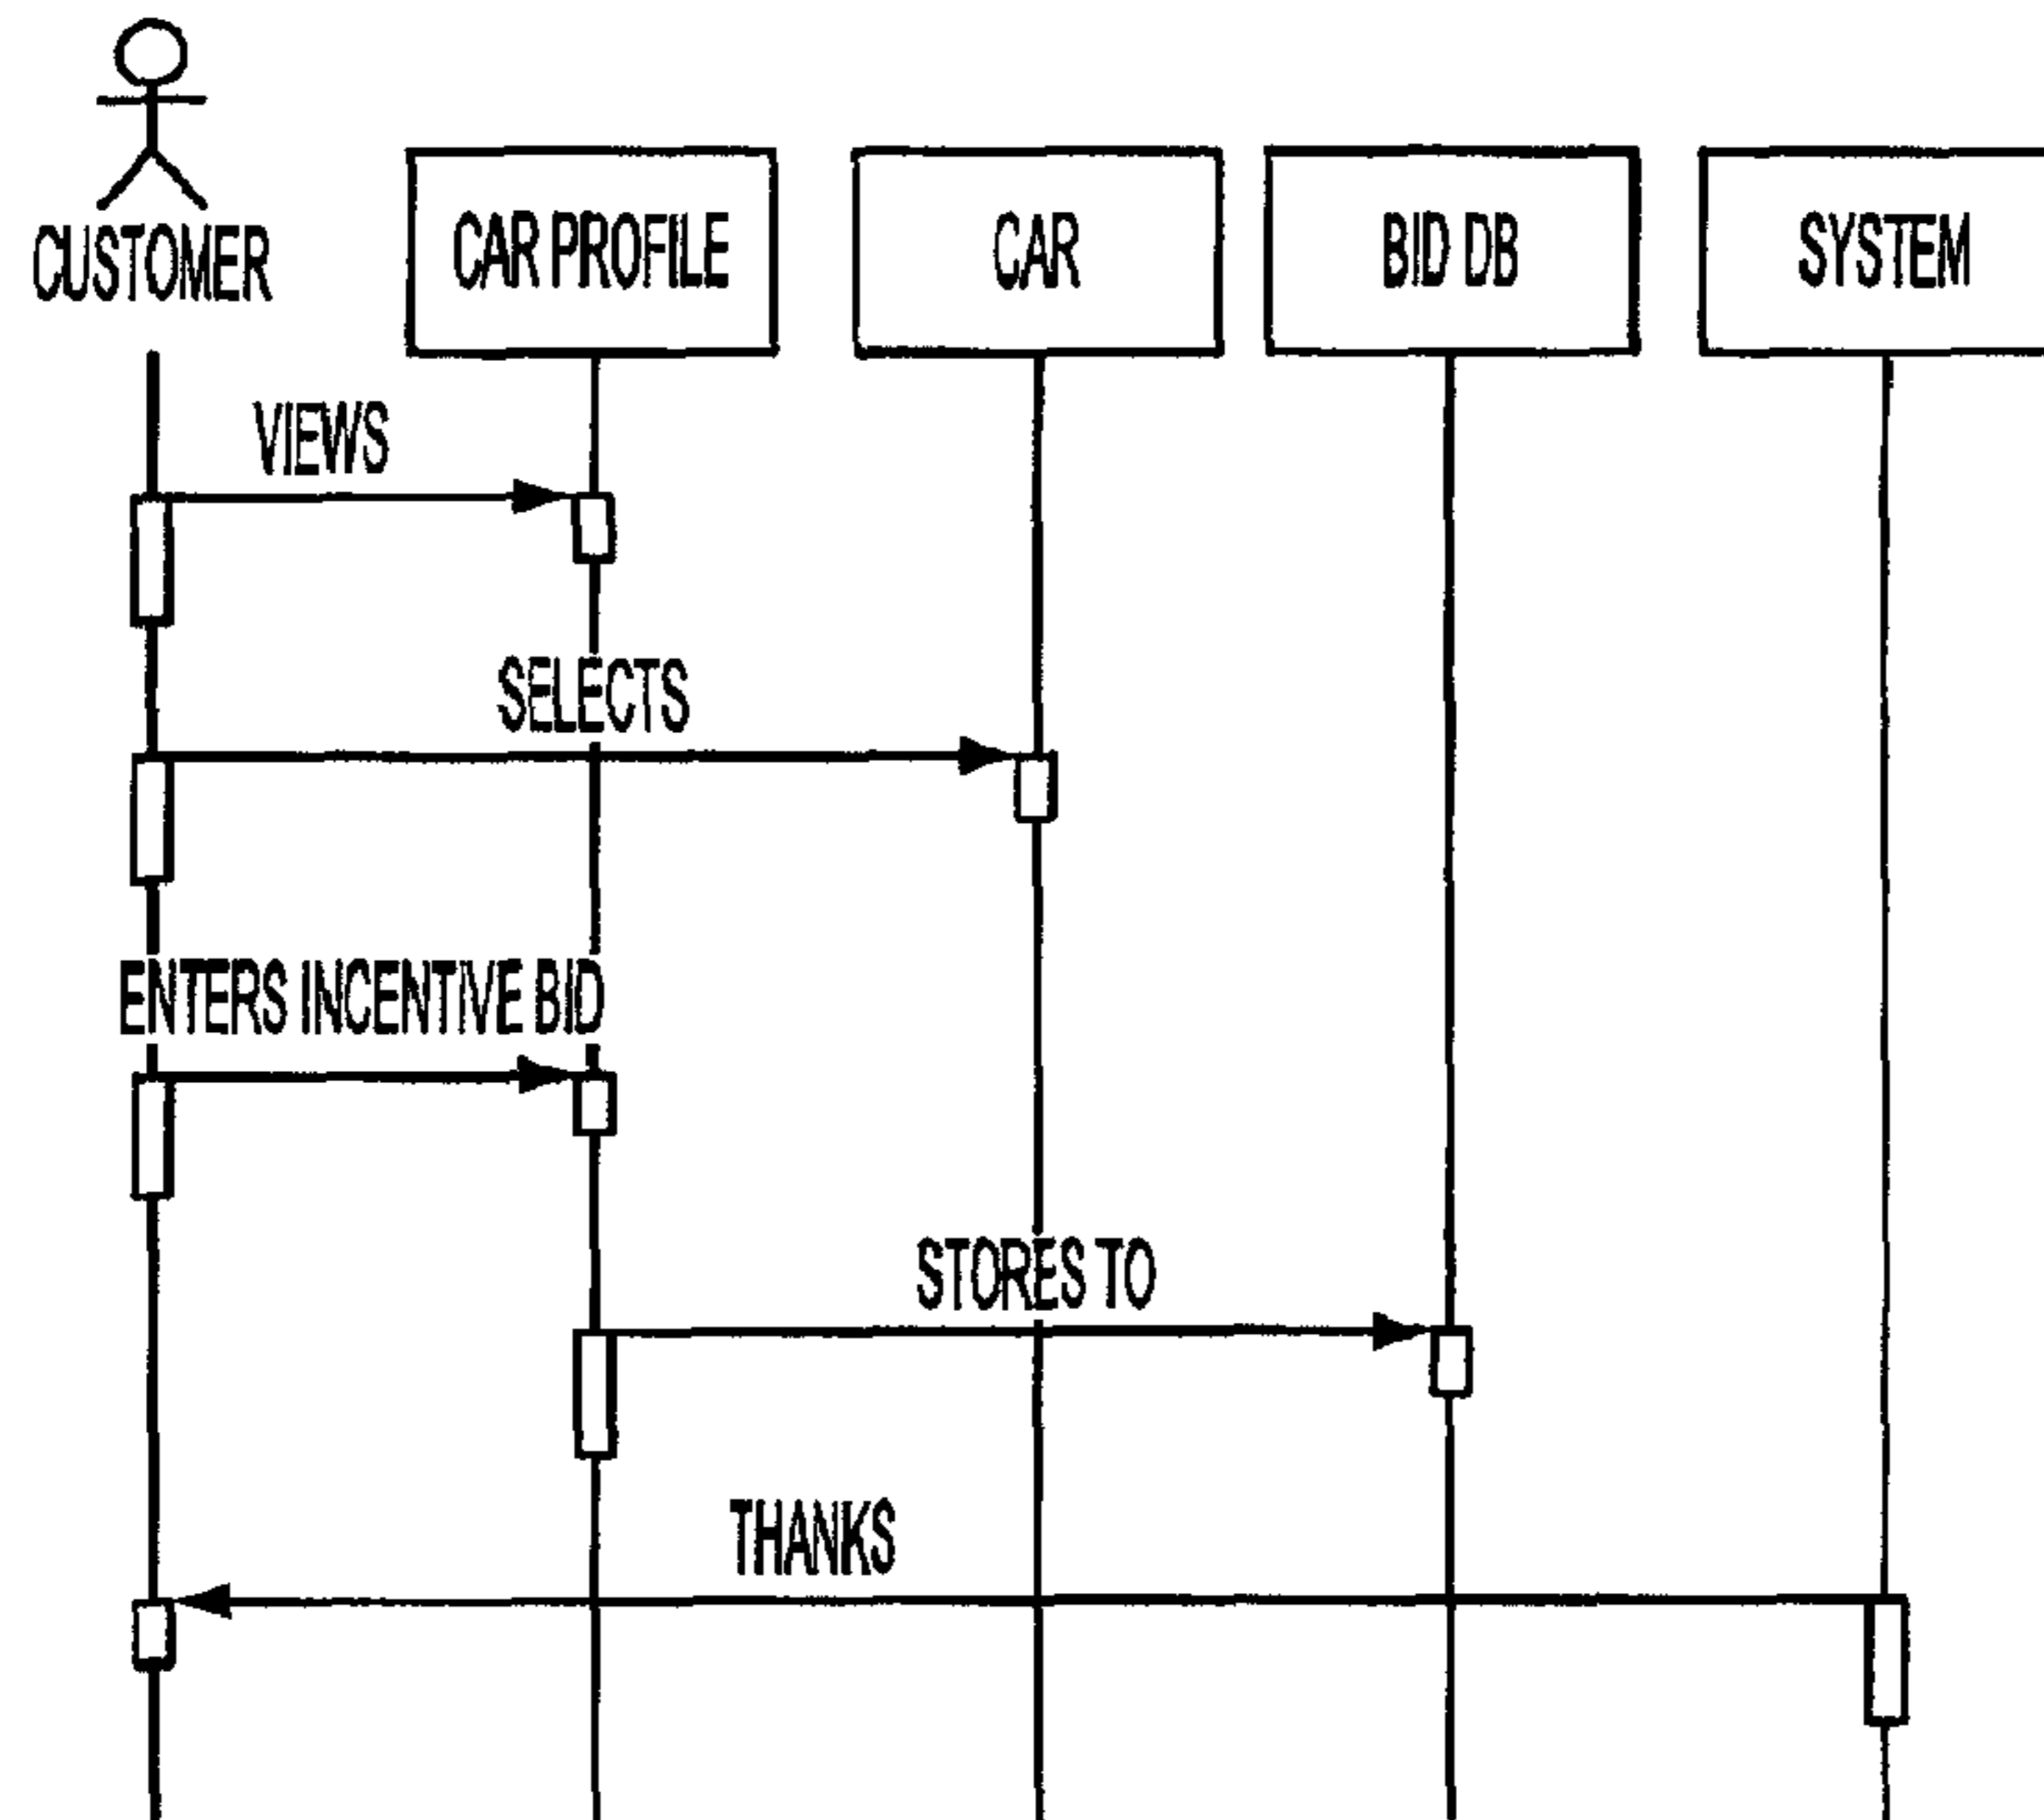 CUSTOMER
CAR PROFILE
CAR
BID DB
SYSTEM
VIEWS
SELECTS
ENTERS INCENTIVE BID
STORES TO
THANKS